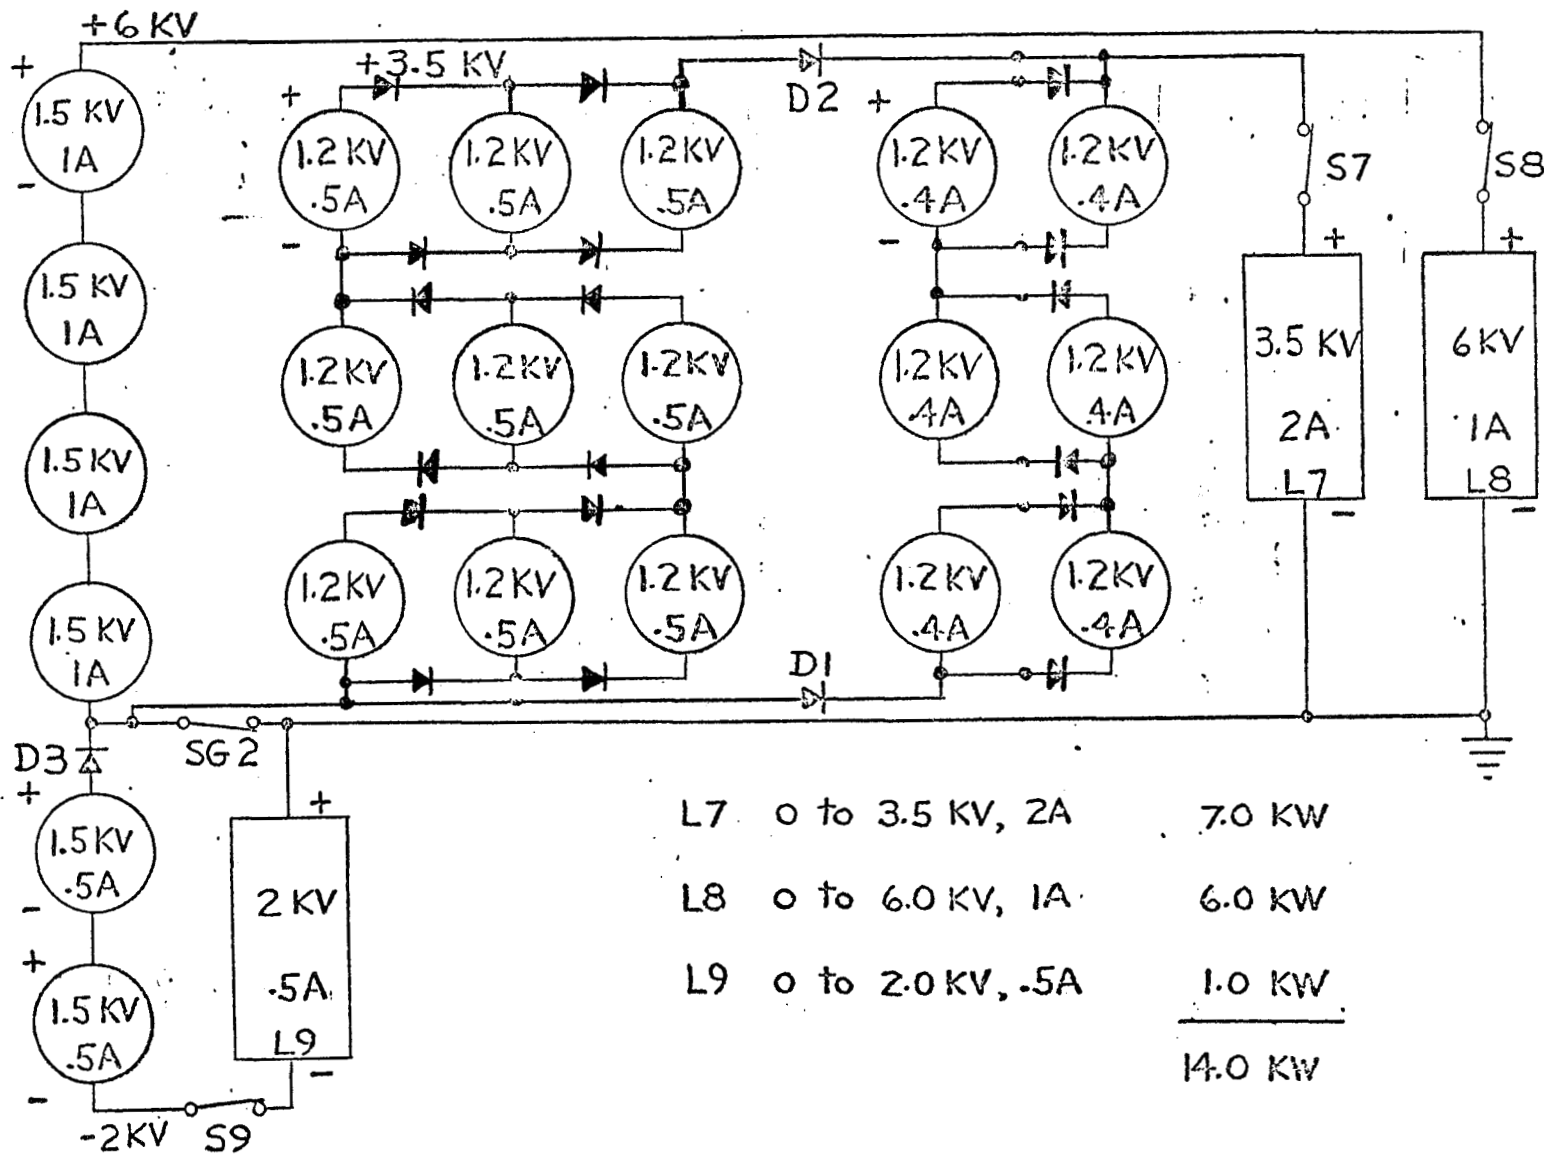 +6 KV
+
1.5 KV
1A
-
1.5 KV
1A
1.5 KV
1A
1.5 KV
1A
+3.5 KV
+
1.2 KV
.5A
-
1.2 KV
.5A
1.2 KV
.5A
1.2 KV
.5A
1.2 KV
.5A
1.2 KV
.5A
1.2 KV
.5A
1.2 KV
.5A
1.2 KV
.5A
D2
+
1.2 KV
.4A
-
1.2 KV
.4A
1.2 KV
.4A
1.2 KV
.4A
1.2 KV
.4A
1.2 KV
.4A
D1
S7
+
3.5 KV
2A
L7
-
S8
+
6 KV
1A
L8
-
SG2
D3
+
1.5 KV
.5A
-
+
1.5 KV
.5A
-
-2KV
S9
+
2 KV
.5A
L9
-
L7 0 to 3.5 KV, 2A 7.0 KW
L8 0 to 6.0 KV, 1A 6.0 KW
L9 0 to 2.0 KV, .5A 1.0 KW
14.0 KW